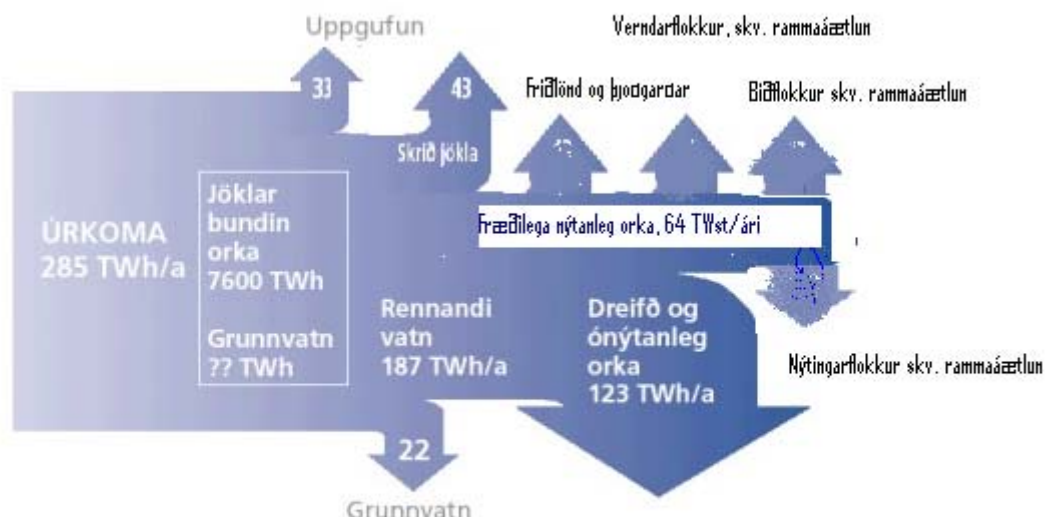 Uppgufun
Verndarflokkur, skv. rammaáætlun
33
43
Friðlönd og þjoðgarðar
Biðflokkur skv. rammaáætlun
Skrið jökla
Jöklar
bundin
orka
7600 TWh
ÚRKOMA
285 TWh/a
Fræðilega nýtanleg orka, 64 TWst/ári
Grunnvatn
?? TWh
Rennandi
vatn
187 TWh/a
Dreifð og
ónýtanleg
orka
123 TWh/a
Nýtingarflokkur skv. rammaáætlun
22
Grunnvatn